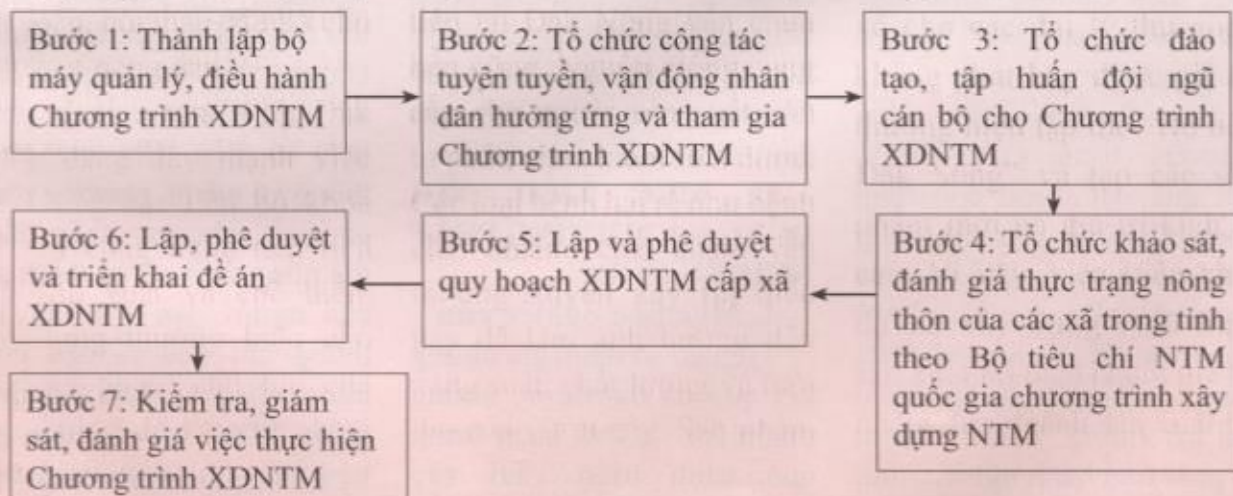 Bước 1: Thành lập bộ
máy quản lý, điều hành
Chương trình XDNTM
Bước 2: Tổ chức công tác
tuyên tuyền, vận động nhân
dân hưởng ứng và tham gia
Chương trình XDNTM
Bước 3: Tổ chức đào
tạo, tập huấn đội ngũ
cán bộ cho Chương trình
XDNTM
Bước 4: Tổ chức khảo sát,
đánh giá thực trạng nông
thôn của các xã trong tỉnh
theo Bộ tiêu chí NTM
quốc gia chương trình xây
dựng NTM
Bước 5: Lập và phê duyệt
quy hoạch XDNTM cấp xã
Bước 6: Lập, phê duyệt
và triển khai đề án
XDNTM
Bước 7: Kiểm tra, giám
sát, đánh giá việc thực hiện
Chương trình XDNTM